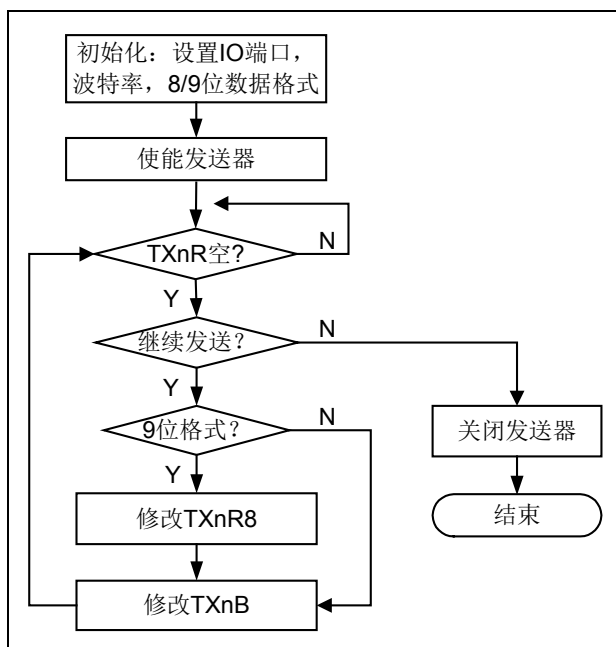 初始化：设置IO端口，
波特率，8/9位数据格式
使能发送器
TXnR空?
N
Y
继续发送?
N
Y
9位格式?
N
Y
关闭发送器
修改TXnR8
结束
修改TXnB